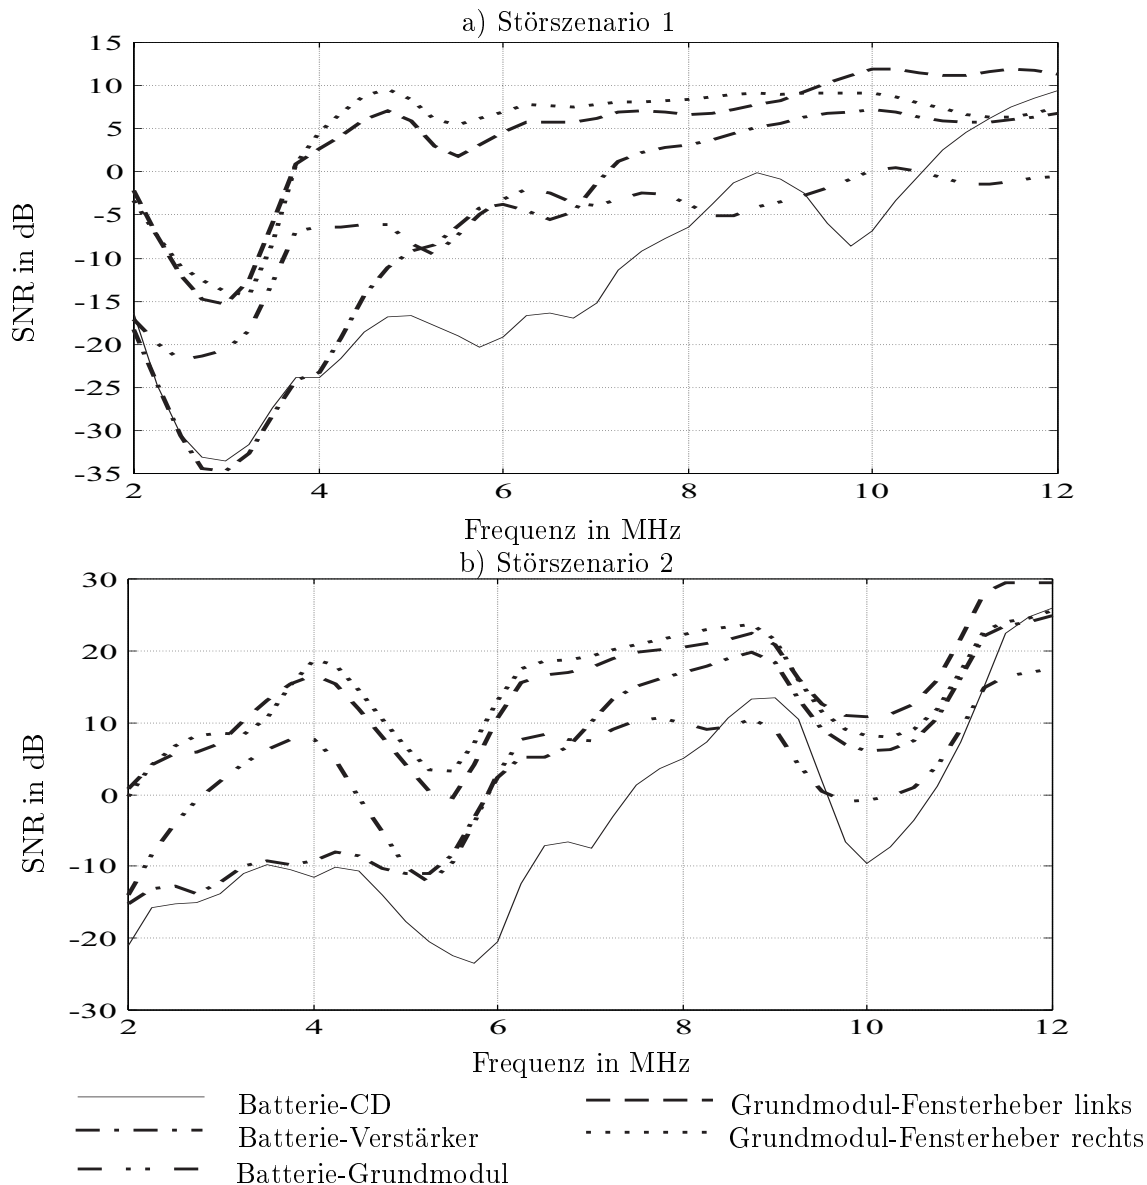 a) Störszenario 1
15
10
5
0
-5
-10
-15
-20
-25
-30
-35
SNR in dB
2 4 6 8 10 12
Frequenz in MHz
b) Störszenario 2
30
20
10
0
-10
-20
-30
SNR in dB
2 4 6 8 10 12
Frequenz in MHz
Batterie-CD
Batterie-Verstärker
Batterie-Grundmodul
Grundmodul-Fensterheber links
Grundmodul-Fensterheber rechts